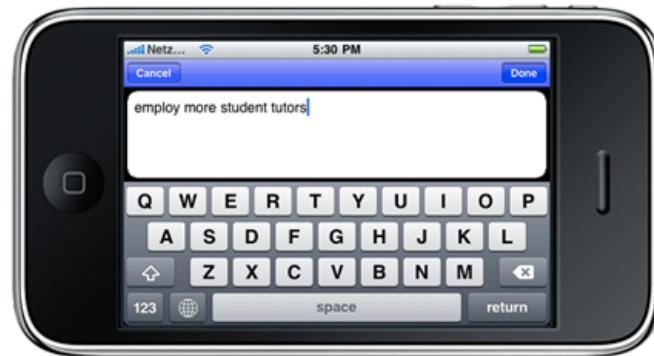 Netz... 5:30 PM
Cancel Done
employ more student tutors
Q W E R T Y U I O P
A S D F G H J K L
Z X C V B N M
123 space return